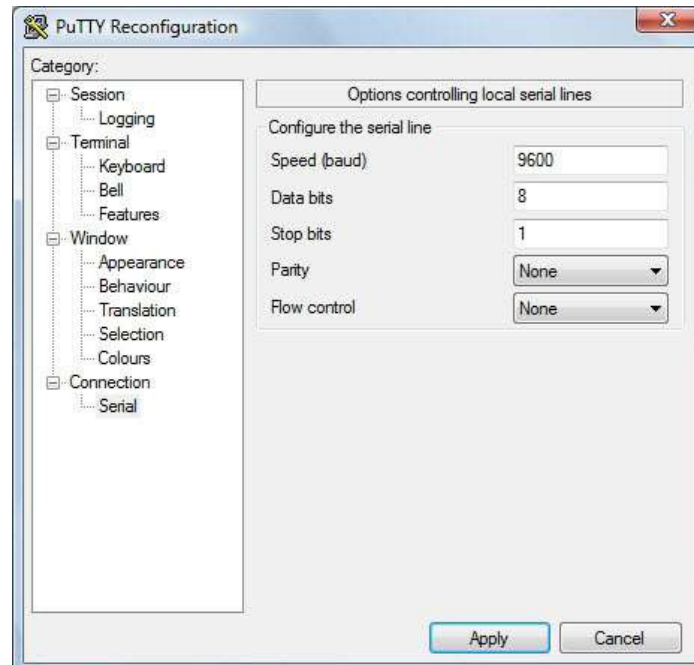 PuTTY Reconfiguration
Category:
Session
Logging
Terminal
Keyboard
Bell
Features
Window
Appearance
Behaviour
Translation
Selection
Colours
Connection
Serial
Options controlling local serial lines
Configure the serial line
Speed (baud) 9600
Data bits 8
Stop bits 1
Parity None
Flow control None
Apply Cancel